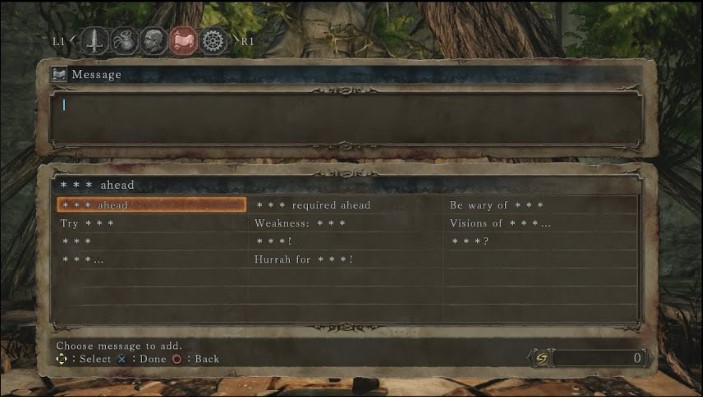 L1 R1
Message
* * * ahead
* * * ahead * * * required ahead Be wary of * * *
Try * * * Weakness: * * * Visions of * * *...
* * * * * *! * * *?
* * *... Hurrah for * * *!
Choose message to add.
: Select : Done : Back 0